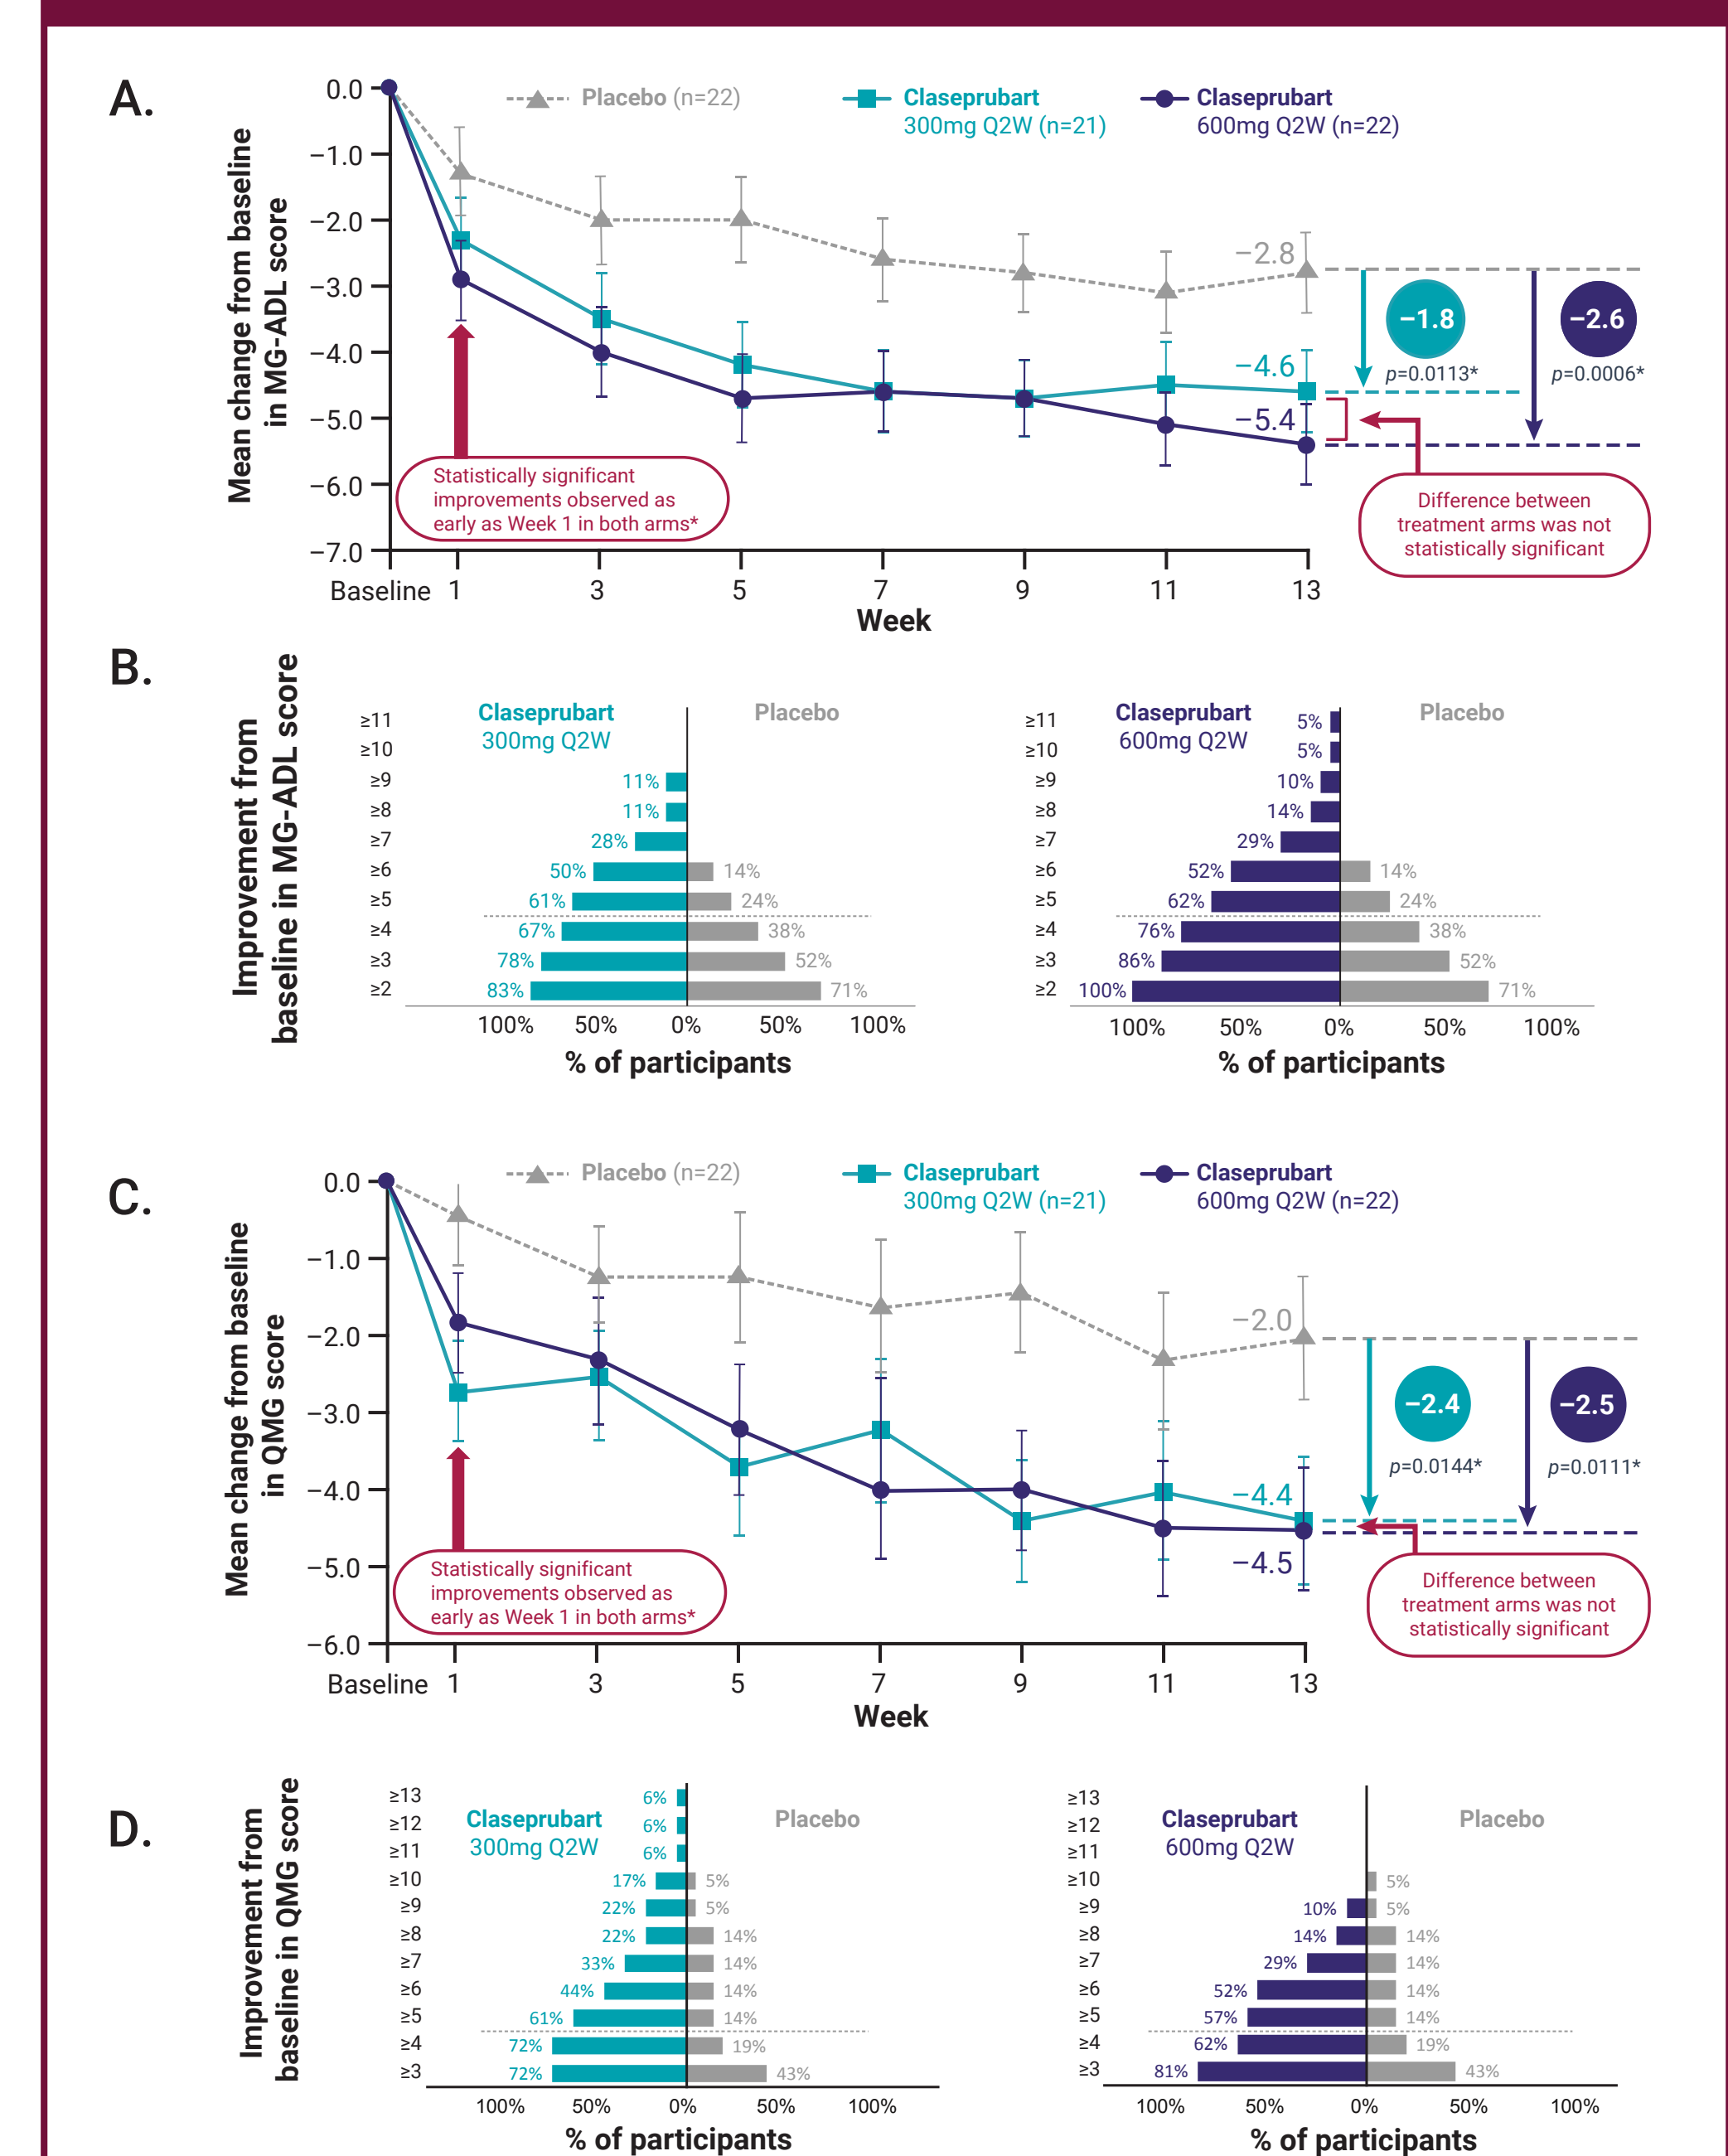 A.
Mean change from baseline
in MG-ADL score
Placebo (n=22)
Claseprubart
300mg Q2W (n=21)
Claseprubart
600mg Q2W (n=22)
0.0
−1.0
−2.0
−3.0
−4.0
−5.0
−6.0
−7.0
−2.8
−4.6
−5.4
−1.8
p=0.0113*
−2.6
p=0.0006*
Statistically significant
improvements observed as
early as Week 1 in both arms*
Difference between
treatment arms was not
statistically significant
Baseline 1 3 5 7 9 11 13
Week
B.
Improvement from
baseline in MG-ADL score
Claseprubart
300mg Q2W
Placebo
≥11
≥10
≥9 11%
≥8 11%
≥7 28%
≥6 50% 14%
≥5 61% 24%
≥4 67% 38%
≥3 78% 52%
≥2 83% 71%
100% 50% 0% 50% 100%
% of participants
Claseprubart
600mg Q2W
Placebo
≥11 5%
≥10 5%
≥9 10%
≥8 14%
≥7 29%
≥6 52% 14%
≥5 62% 24%
≥4 76% 38%
≥3 86% 52%
≥2 100% 71%
100% 50% 0% 50% 100%
% of participants
C.
Mean change from baseline
in QMG score
Placebo (n=22)
Claseprubart
300mg Q2W (n=21)
Claseprubart
600mg Q2W (n=22)
0.0
−1.0
−2.0
−3.0
−4.0
−5.0
−6.0
−2.0
−4.4
−4.5
−2.4
p=0.0144*
−2.5
p=0.0111*
Statistically significant
improvements observed as
early as Week 1 in both arms*
Difference between
treatment arms was not
statistically significant
Baseline 1 3 5 7 9 11 13
Week
D.
Improvement from
baseline in QMG score
Claseprubart
300mg Q2W
Placebo
≥13 6%
≥12 6%
≥11 6%
≥10 17% 5%
≥9 22% 5%
≥8 22% 14%
≥7 33% 14%
≥6 44% 14%
≥5 61% 14%
≥4 72% 19%
≥3 72% 43%
100% 50% 0% 50% 100%
% of participants
Claseprubart
600mg Q2W
Placebo
≥13
≥12
≥11
≥10 5%
≥9 10% 5%
≥8 14% 14%
≥7 29% 14%
≥6 52% 14%
≥5 57% 14%
≥4 62% 19%
≥3 81% 43%
100% 50% 0% 50% 100%
% of participants